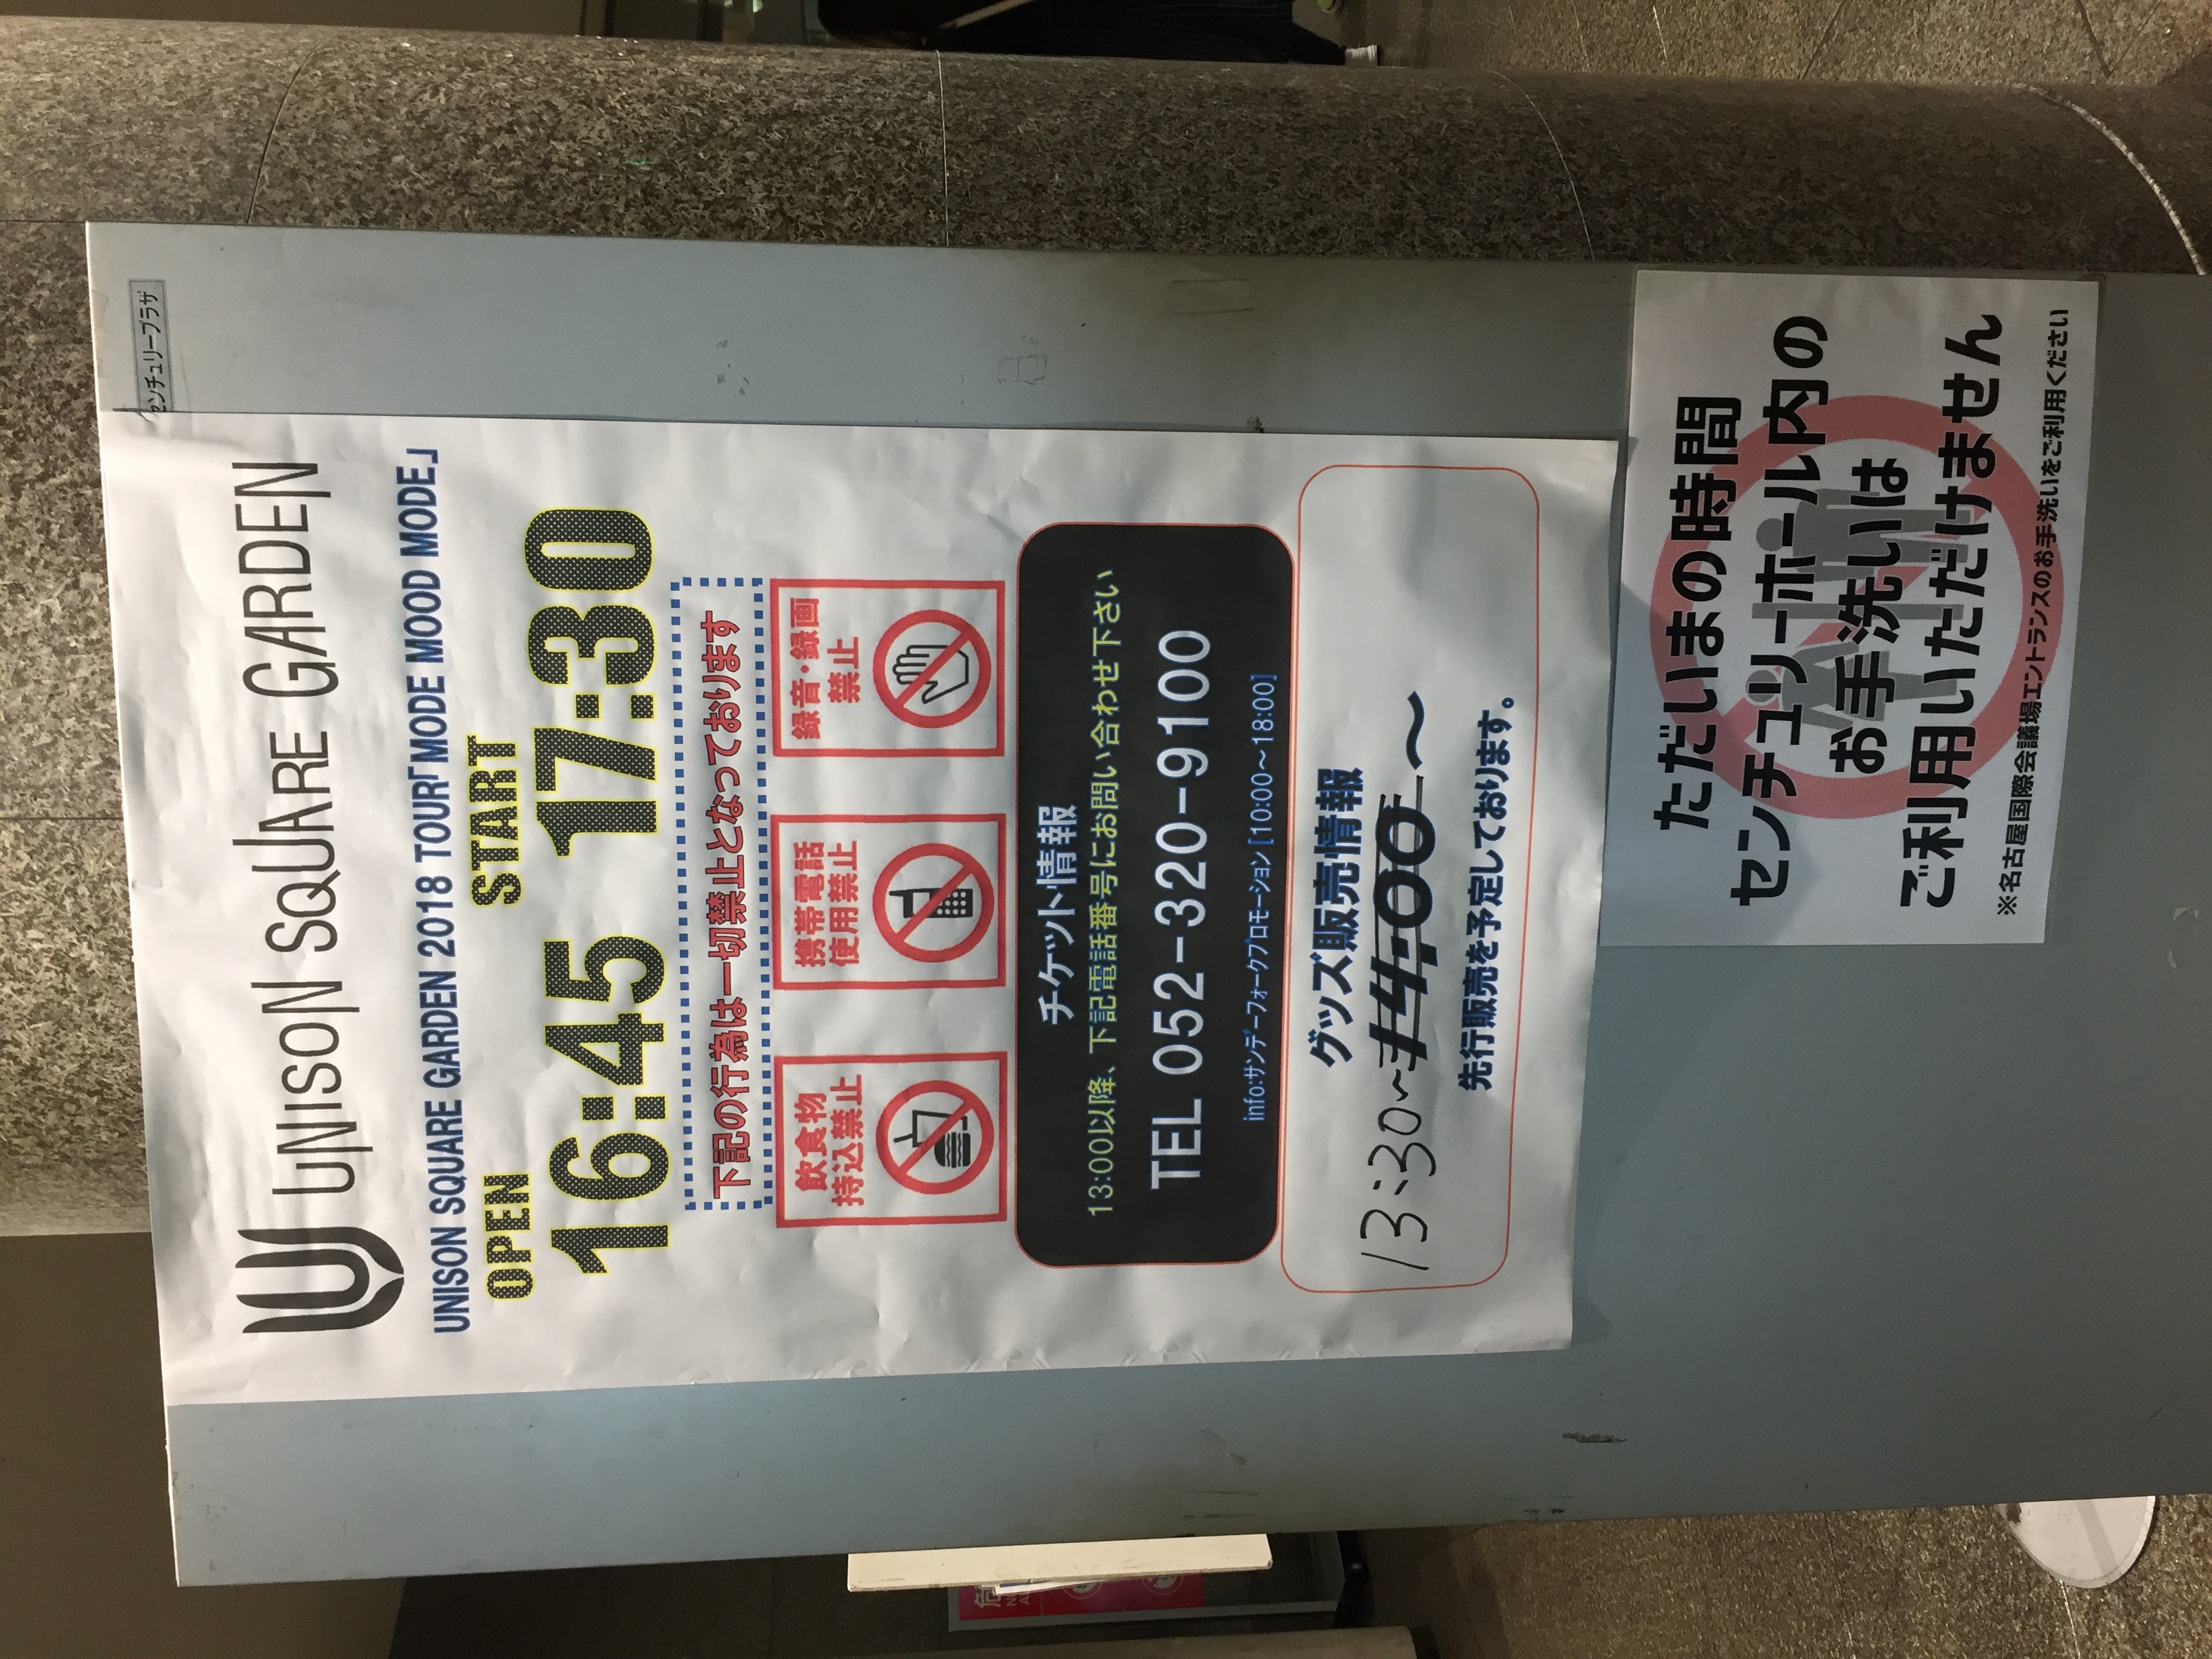 センチュリープラザ
UNISON SQUARE GARDEN
UNISON SQUARE GARDEN 2018 TOUR「MODE MOOD MODE」
OPEN START
16:45 17:30
下記の行為は一切禁止となっております
飲食物
持込禁止
携帯電話
使用禁止
録音・録画
禁止
チケット情報
13:00以降、下記電話番号にお問い合わせ下さい
TEL 052-320-9100
info:サンデーフォークプロモーション [10:00～18:00]
グッズ販売情報
13:30~14:00～
先行販売を予定しております。
ただいまの時間
センチュリーホール内の
お手洗いは
ご利用いただけません
※名古屋国際会議場エントランスのお手洗いをご利用ください
危